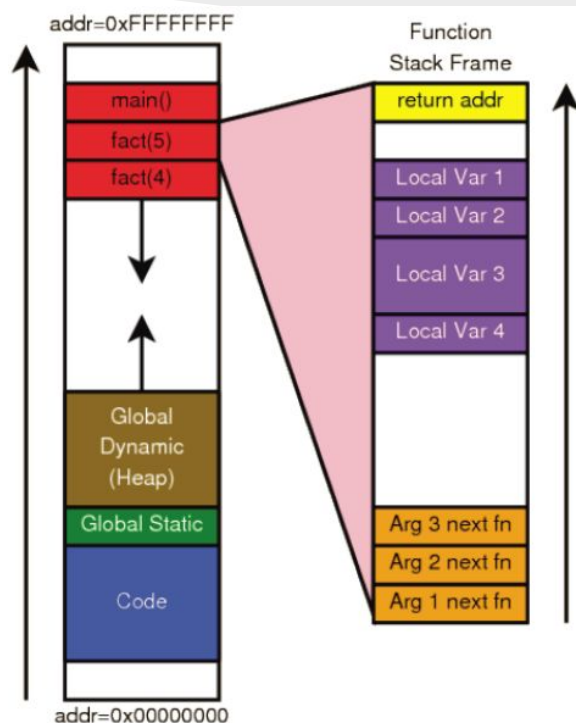 addr=0xFFFFFFFF
main()
fact(5)
fact(4)
Global
Dynamic
(Heap)
Global Static
Code
addr=0x00000000
Function
Stack Frame
return addr
Local Var 1
Local Var 2
Local Var 3
Local Var 4
Arg 3 next fn
Arg 2 next fn
Arg 1 next fn